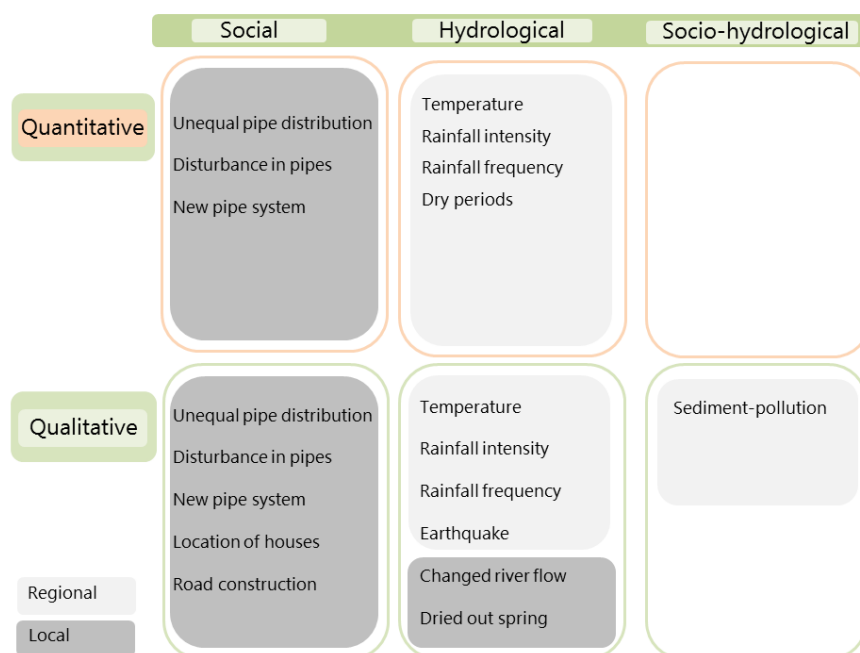 Social
Hydrological
Socio-hydrological
Quantitative
Unequal pipe distribution
Disturbance in pipes
New pipe system
Temperature
Rainfall intensity
Rainfall frequency
Dry periods
Qualitative
Unequal pipe distribution
Disturbance in pipes
New pipe system
Location of houses
Road construction
Temperature
Rainfall intensity
Rainfall frequency
Earthquake
Changed river flow
Dried out spring
Sediment-pollution
Regional
Local